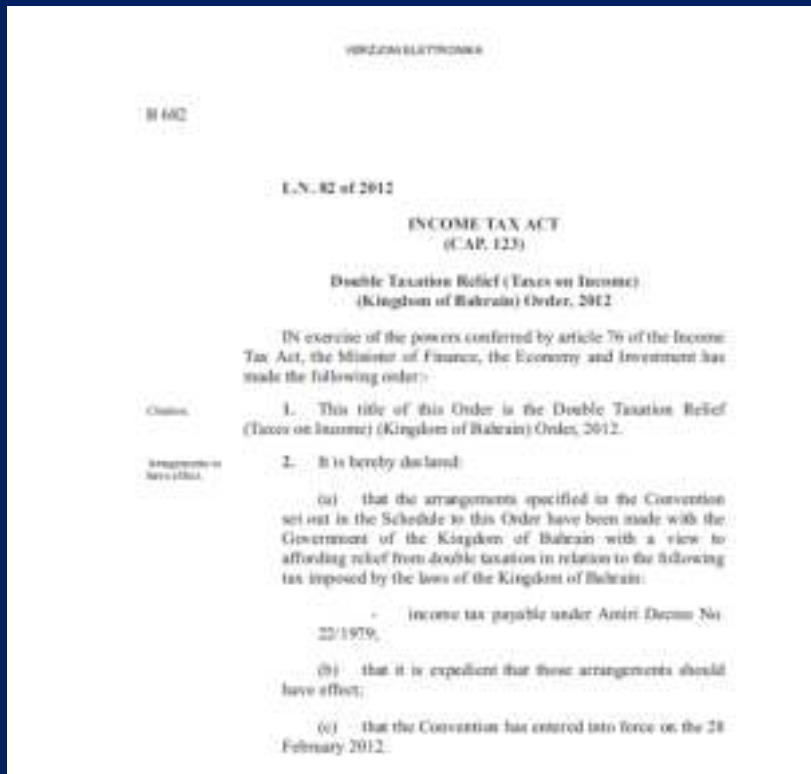 VERŻJONI ELETTRONIKA
B 602
L.N. 82 of 2012
INCOME TAX ACT
(CAP. 123)
Double Taxation Relief (Taxes on Income)
(Kingdom of Bahrain) Order, 2012
IN exercise of the powers conferred by article 76 of the Income
Tax Act, the Minister of Finance, the Economy and Investment has
made the following order:-
Citation.
1. This title of this Order is the Double Taxation Relief
(Taxes on Income) (Kingdom of Bahrain) Order, 2012.
Arrangements to
have effect.
2. It is hereby declared:
(a) that the arrangements specified in the Convention
set out in the Schedule to this Order have been made with the
Government of the Kingdom of Bahrain with a view to
affording relief from double taxation in relation to the following
tax imposed by the laws of the Kingdom of Bahrain:
- income tax payable under Amiri Decree No.
22/1979;
(b) that it is expedient that those arrangements should
have effect;
(c) that the Convention has entered into force on the 28
February 2012.